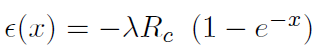 ϵ(x) = −λR_c (1 − e^{−x})